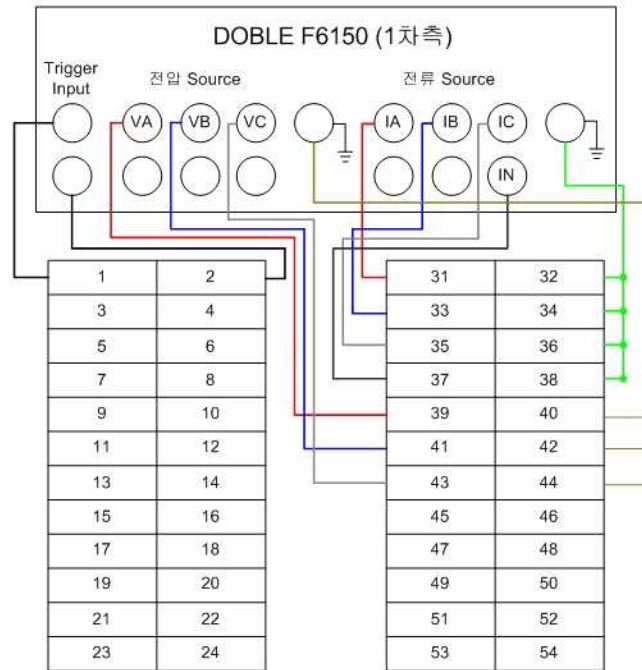 DOBLE F6150 (1차측)
Trigger
Input
전압 Source
전류 Source
VA VB VC IA IB IC
IN
1 2 31 32
3 4 33 34
5 6 35 36
7 8 37 38
9 10 39 40
11 12 41 42
13 14 43 44
15 16 45 46
17 18 47 48
19 20 49 50
21 22 51 52
23 24 53 54